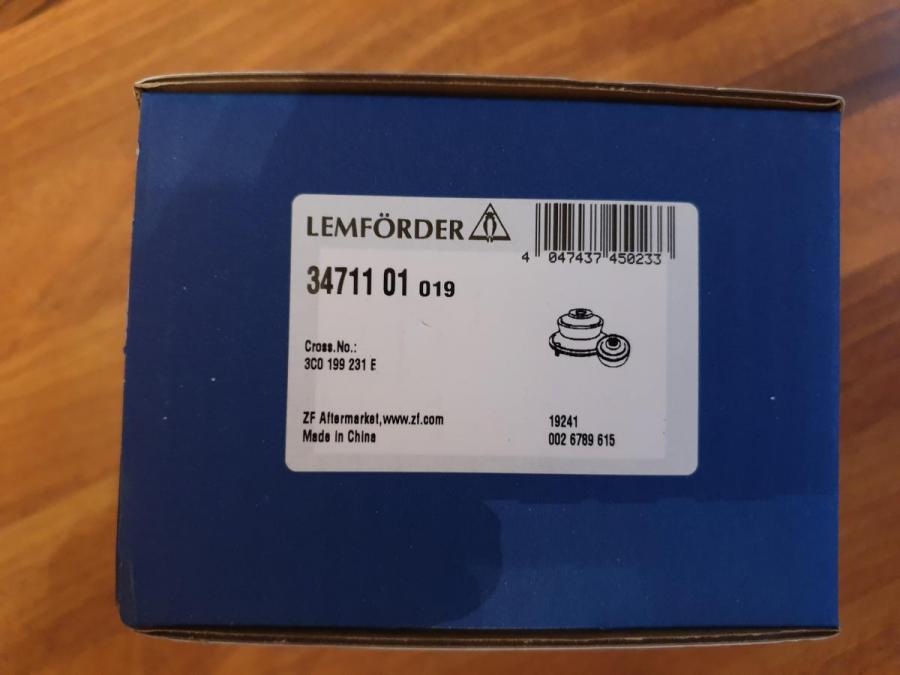 LEMFÖRDER
4 047437 450233
34711 01 019
Cross.No.:
3C0 199 231 E
ZF Aftermarket,www.zf.com
Made in China
19241
002 6789 615